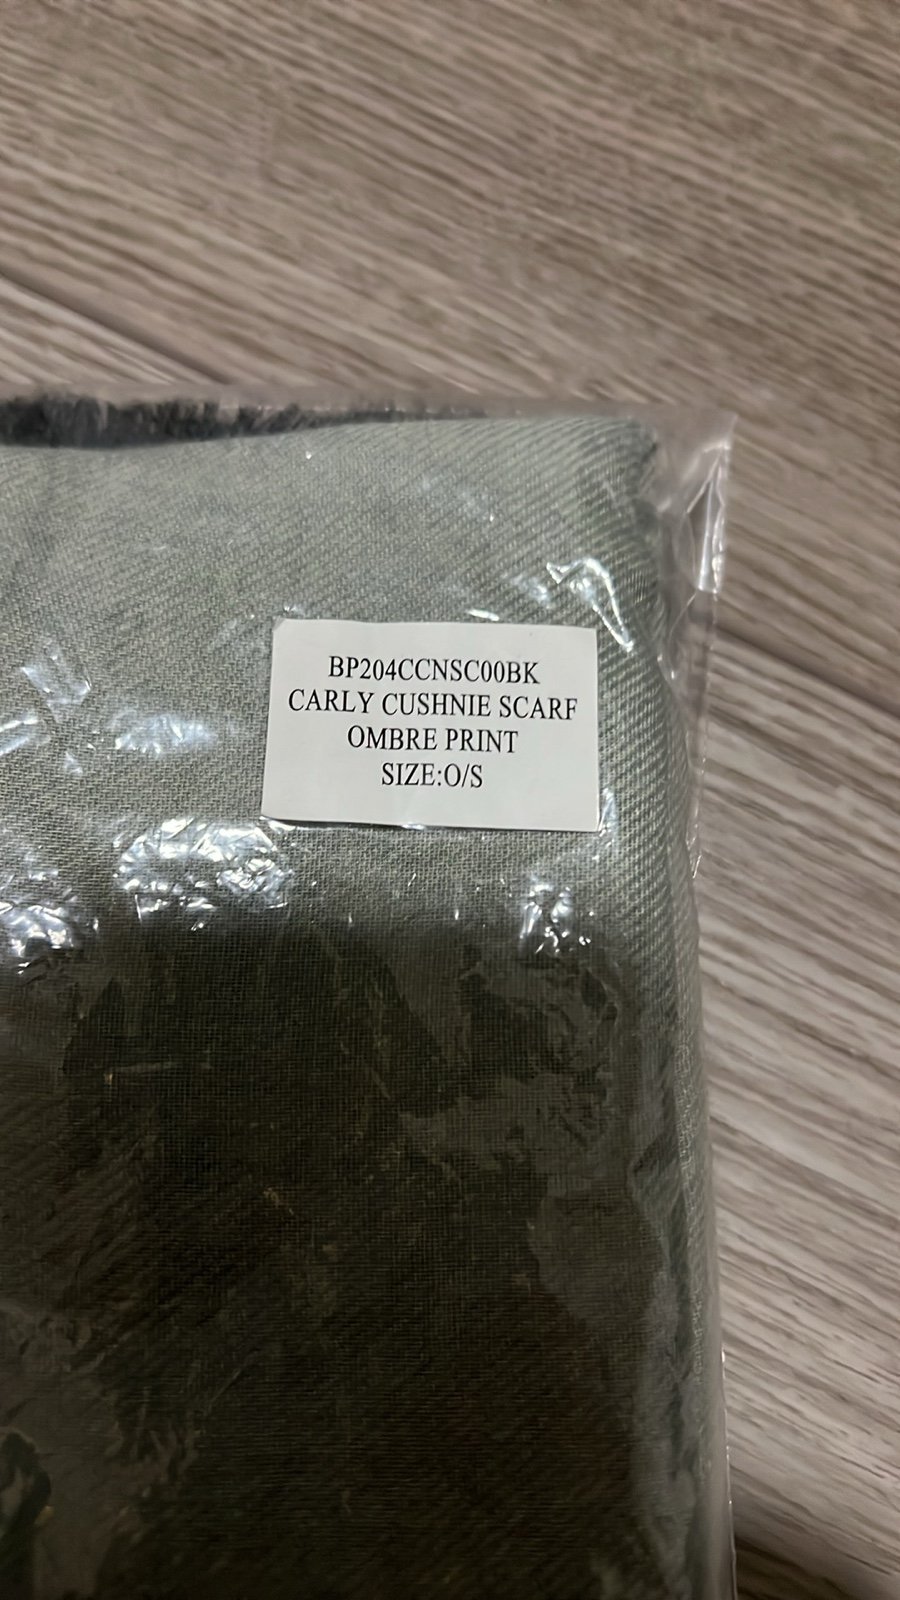 BP204CCNSC00BK
CARLY CUSHNIE SCARF
OMBRE PRINT
SIZE:O/S